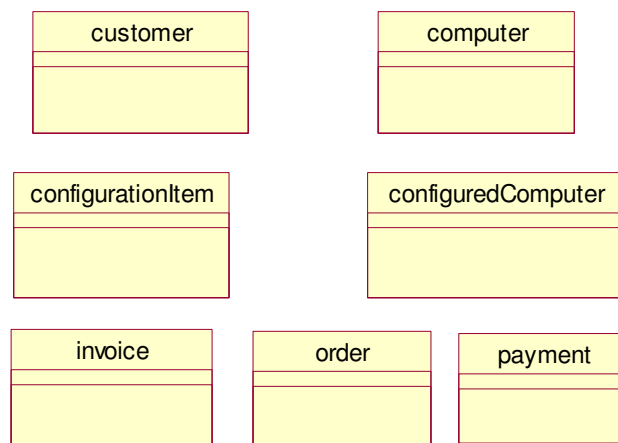 customer
computer
configurationItem
configuredComputer
invoice
order
payment